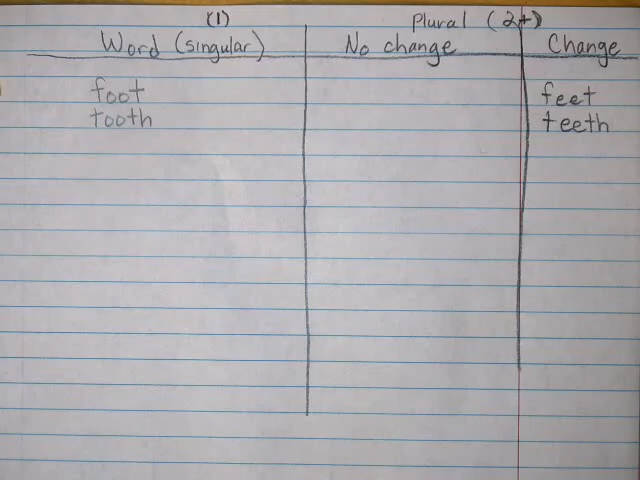 (1) Plural (2+)
Word (singular) No change Change
foot feet
tooth teeth